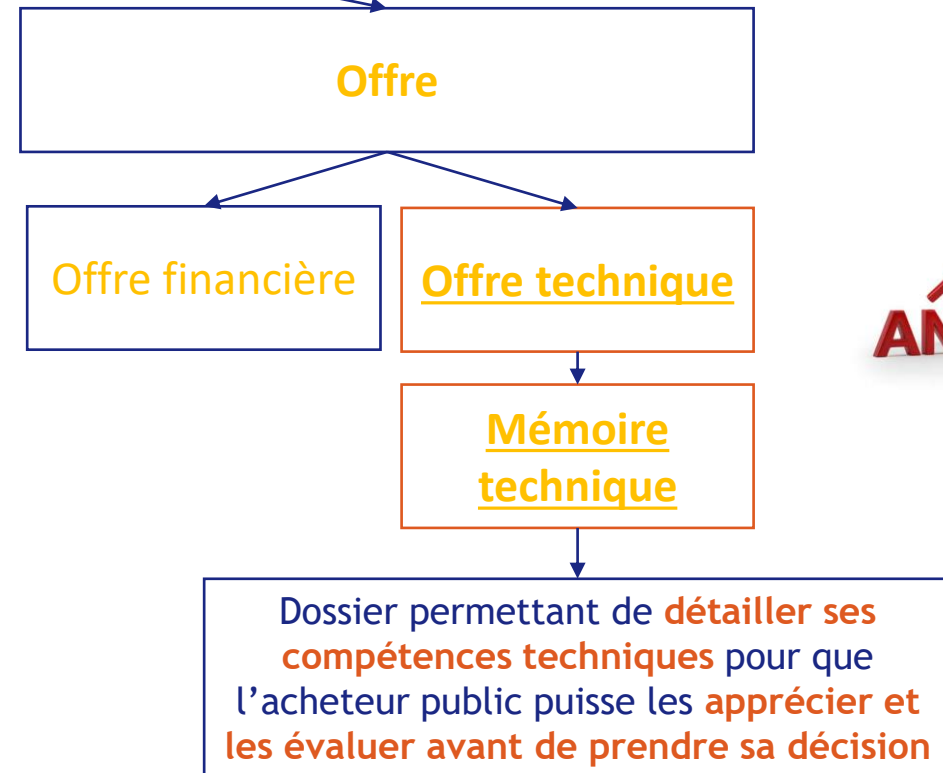 Offre
Offre financière
Offre technique
AN
Mémoire
technique
Dossier permettant de détailler ses
compétences techniques pour que
l’acheteur public puisse les apprécier et
les évaluer avant de prendre sa décision